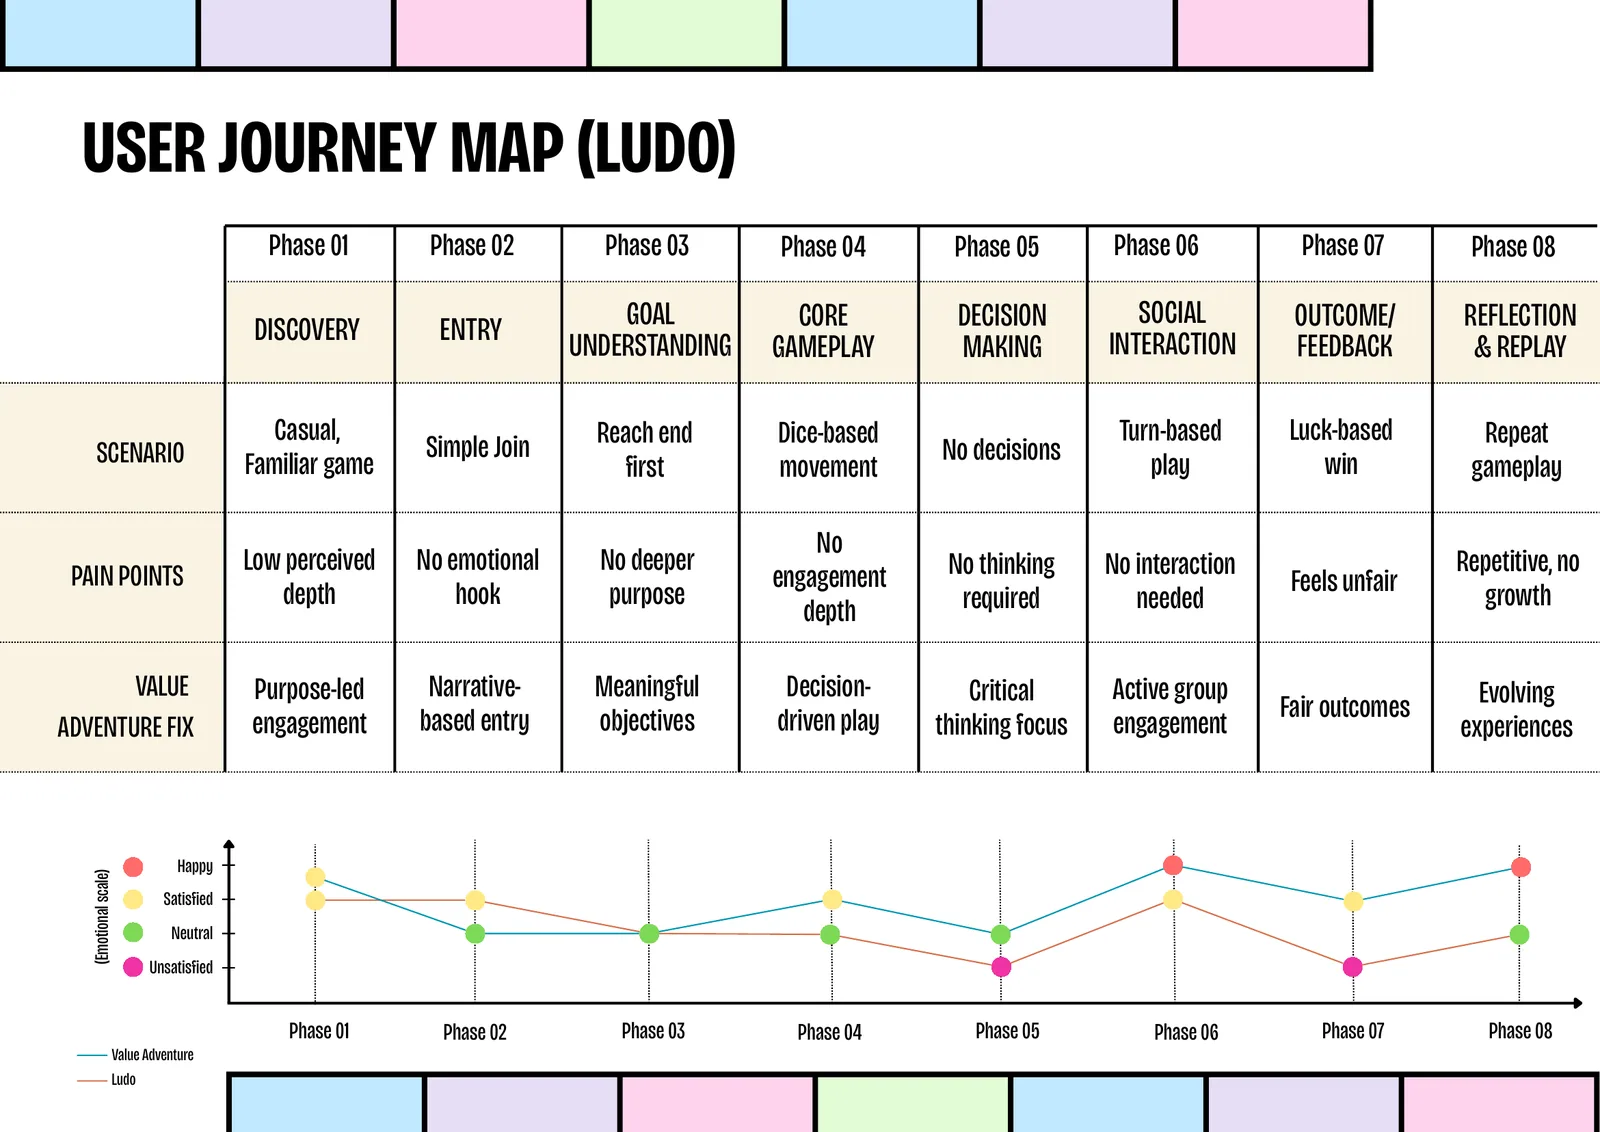 USER JOURNEY MAP (LUDO)
Phase 01
Phase 02
Phase 03
Phase 04
Phase 05
Phase 06
Phase 07
Phase 08
DISCOVERY
ENTRY
GOAL
UNDERSTANDING
CORE
GAMEPLAY
DECISION
MAKING
SOCIAL
INTERACTION
OUTCOME/
FEEDBACK
REFLECTION
& REPLAY
SCENARIO
Casual,
Familiar game
Simple Join
Reach end
first
Dice-based
movement
No decisions
Turn-based
play
Luck-based
win
Repeat
gameplay
PAIN POINTS
Low perceived
depth
No emotional
hook
No deeper
purpose
No
engagement
depth
No thinking
required
No interaction
needed
Feels unfair
Repetitive, no
growth
VALUE
ADVENTURE FIX
Purpose-led
engagement
Narrative-
based entry
Meaningful
objectives
Decision-
driven play
Critical
thinking focus
Active group
engagement
Fair outcomes
Evolving
experiences
(Emotional scale)
Happy
Satisfied
Neutral
Unsatisfied
Phase 01
Phase 02
Phase 03
Phase 04
Phase 05
Phase 06
Phase 07
Phase 08
Value Adventure
Ludo